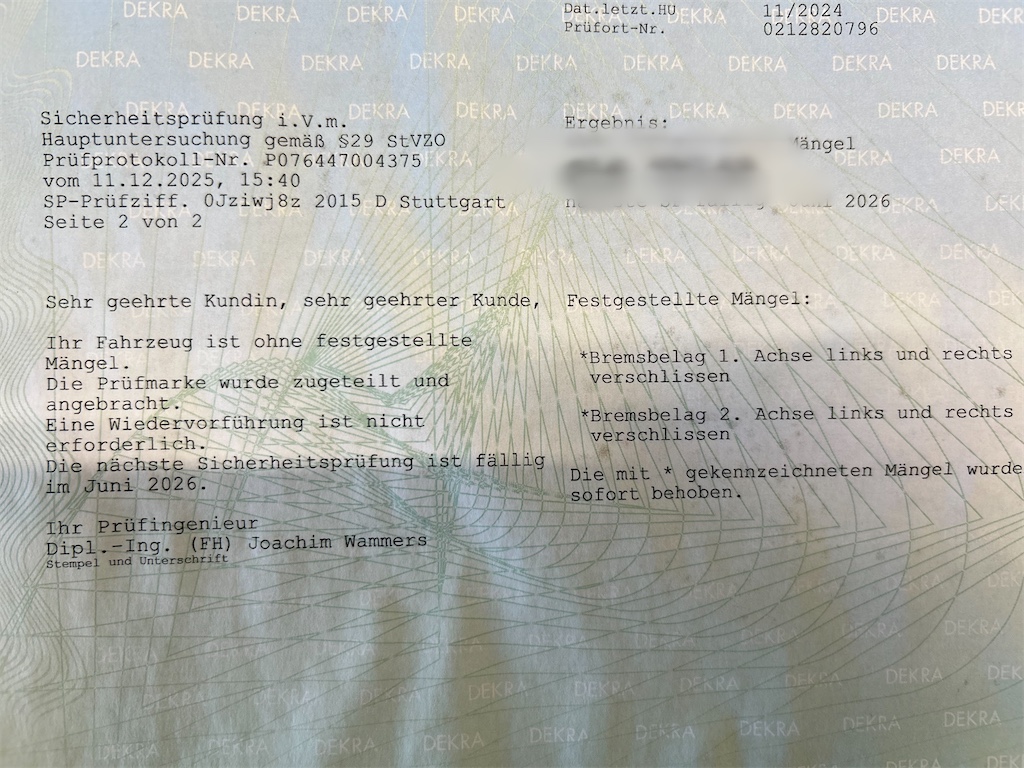 Dat.letzt.HU 11/2024
Prüfort-Nr. 0212820796
Sicherheitsprüfung i.V.m.
Hauptuntersuchung gemäß §29 StVZO
Prüfprotokoll-Nr. P076447004375
vom 11.12.2025, 15:40
SP-Prüfziff. 0Jziwj8z 2015 D Stuttgart
Seite 2 von 2
Ergebnis:
Mängel
2026
Sehr geehrte Kundin, sehr geehrter Kunde,
Ihr Fahrzeug ist ohne festgestellte
Mängel.
Die Prüfmarke wurde zugeteilt und
angebracht.
Eine Wiedervorführung ist nicht
erforderlich.
Die nächste Sicherheitsprüfung ist fällig
im Juni 2026.
Ihr Prüfingenieur
Dipl.-Ing. (FH) Joachim Wammers
Stempel und Unterschrift
Festgestellte Mängel:
*Bremsbelag 1. Achse links und rechts
verschlissen
*Bremsbelag 2. Achse links und rechts
verschlissen
Die mit * gekennzeichneten Mängel wurde
sofort behoben.
DEKRA